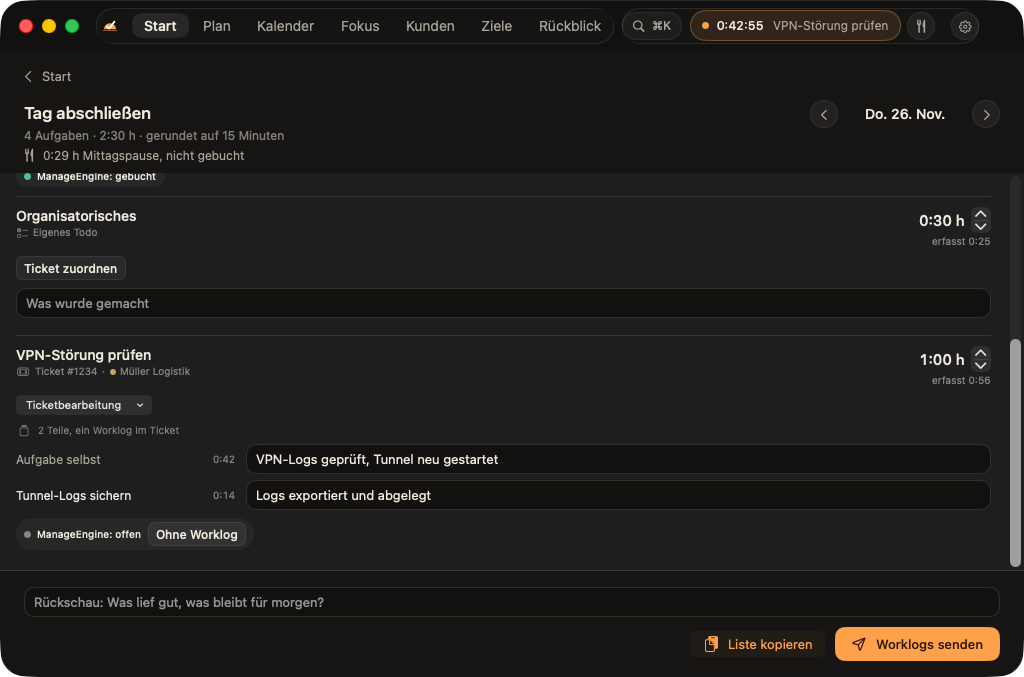 Start
Plan
Kalender
Fokus
Kunden
Ziele
Rückblick
⌘K
0:42:55 VPN-Störung prüfen
Start
Tag abschließen
4 Aufgaben · 2:30 h · gerundet auf 15 Minuten
0:29 h Mittagspause, nicht gebucht
Do. 26. Nov.
ManageEngine: gebucht
Organisatorisches
Eigenes Todo
0:30 h
erfasst 0:25
Ticket zuordnen
Was wurde gemacht
VPN-Störung prüfen
Ticket #1234 · Müller Logistik
1:00 h
erfasst 0:56
Ticketbearbeitung
2 Teile, ein Worklog im Ticket
Aufgabe selbst 0:42 VPN-Logs geprüft, Tunnel neu gestartet
Tunnel-Logs sichern 0:14 Logs exportiert und abgelegt
ManageEngine: offen Ohne Worklog
Rückschau: Was lief gut, was bleibt für morgen?
Liste kopieren
Worklogs senden